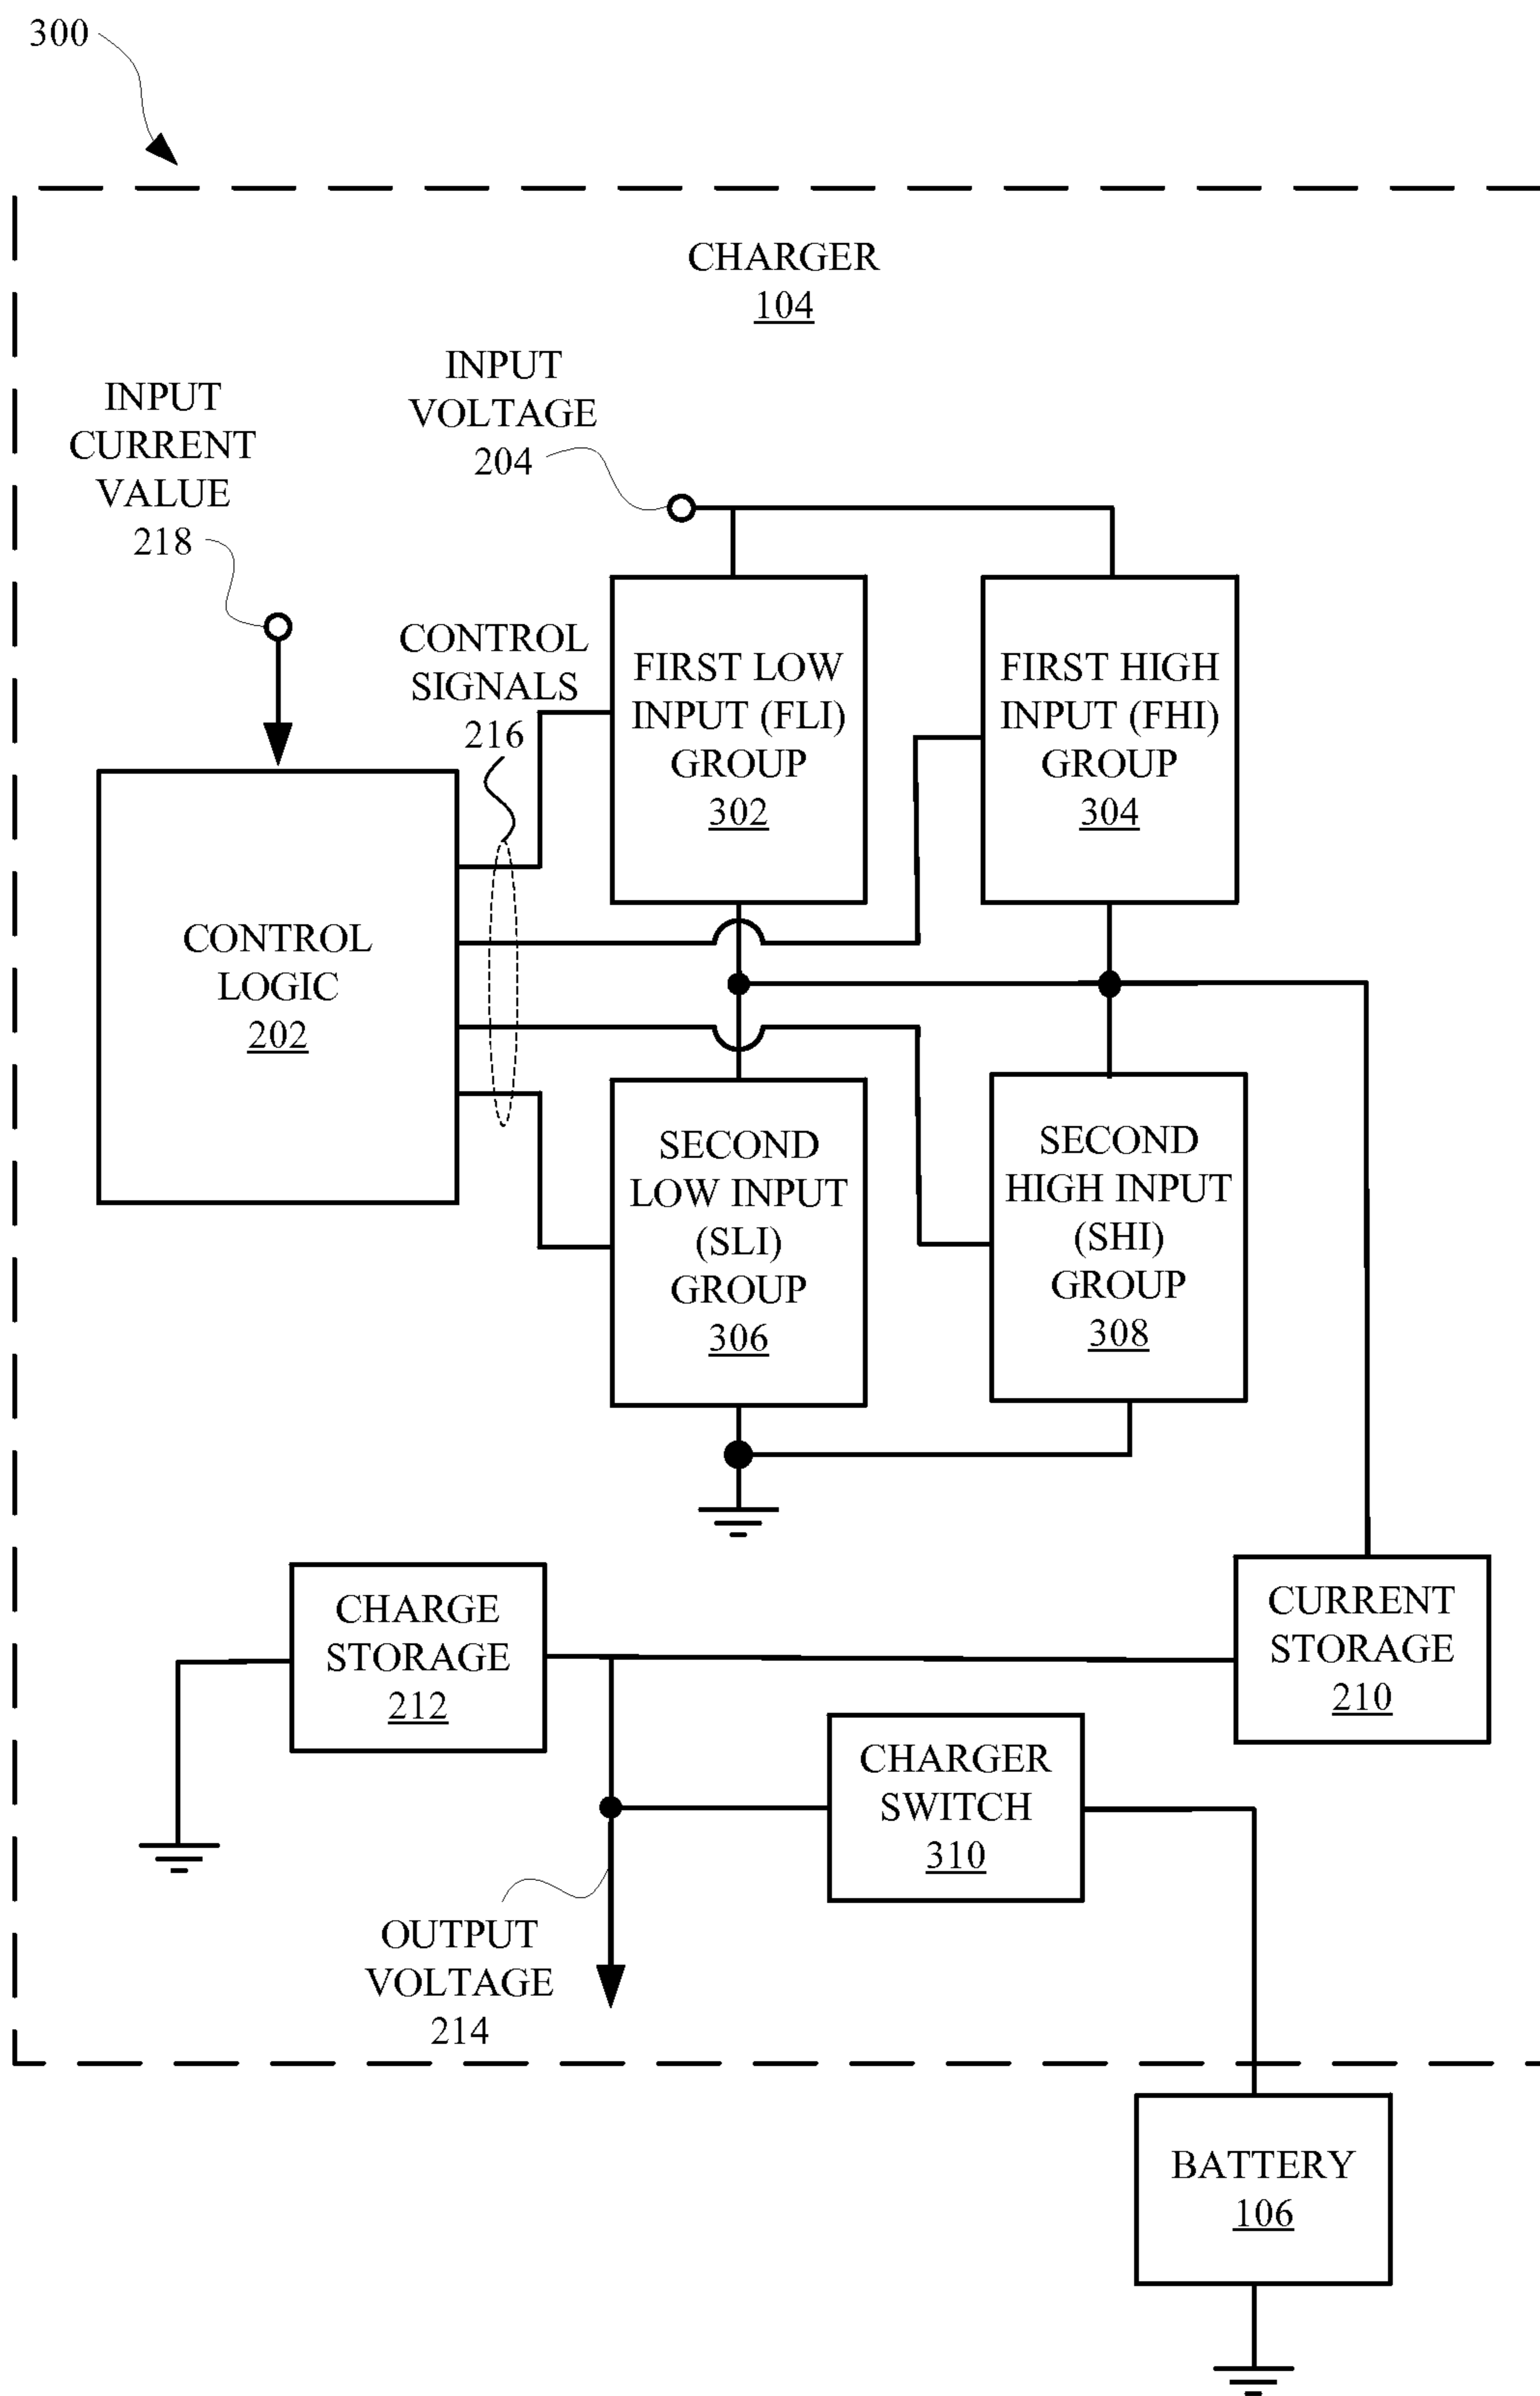 300
CHARGER
104
INPUT
VOLTAGE
204
INPUT
CURRENT
VALUE
218
CONTROL
SIGNALS
216
FIRST LOW
INPUT (FLI)
GROUP
302
FIRST HIGH
INPUT (FHI)
GROUP
304
CONTROL
LOGIC
202
SECOND
LOW INPUT
(SLI)
GROUP
306
SECOND
HIGH INPUT
(SHI)
GROUP
308
CHARGE
STORAGE
212
CURRENT
STORAGE
210
CHARGER
SWITCH
310
OUTPUT
VOLTAGE
214
BATTERY
106